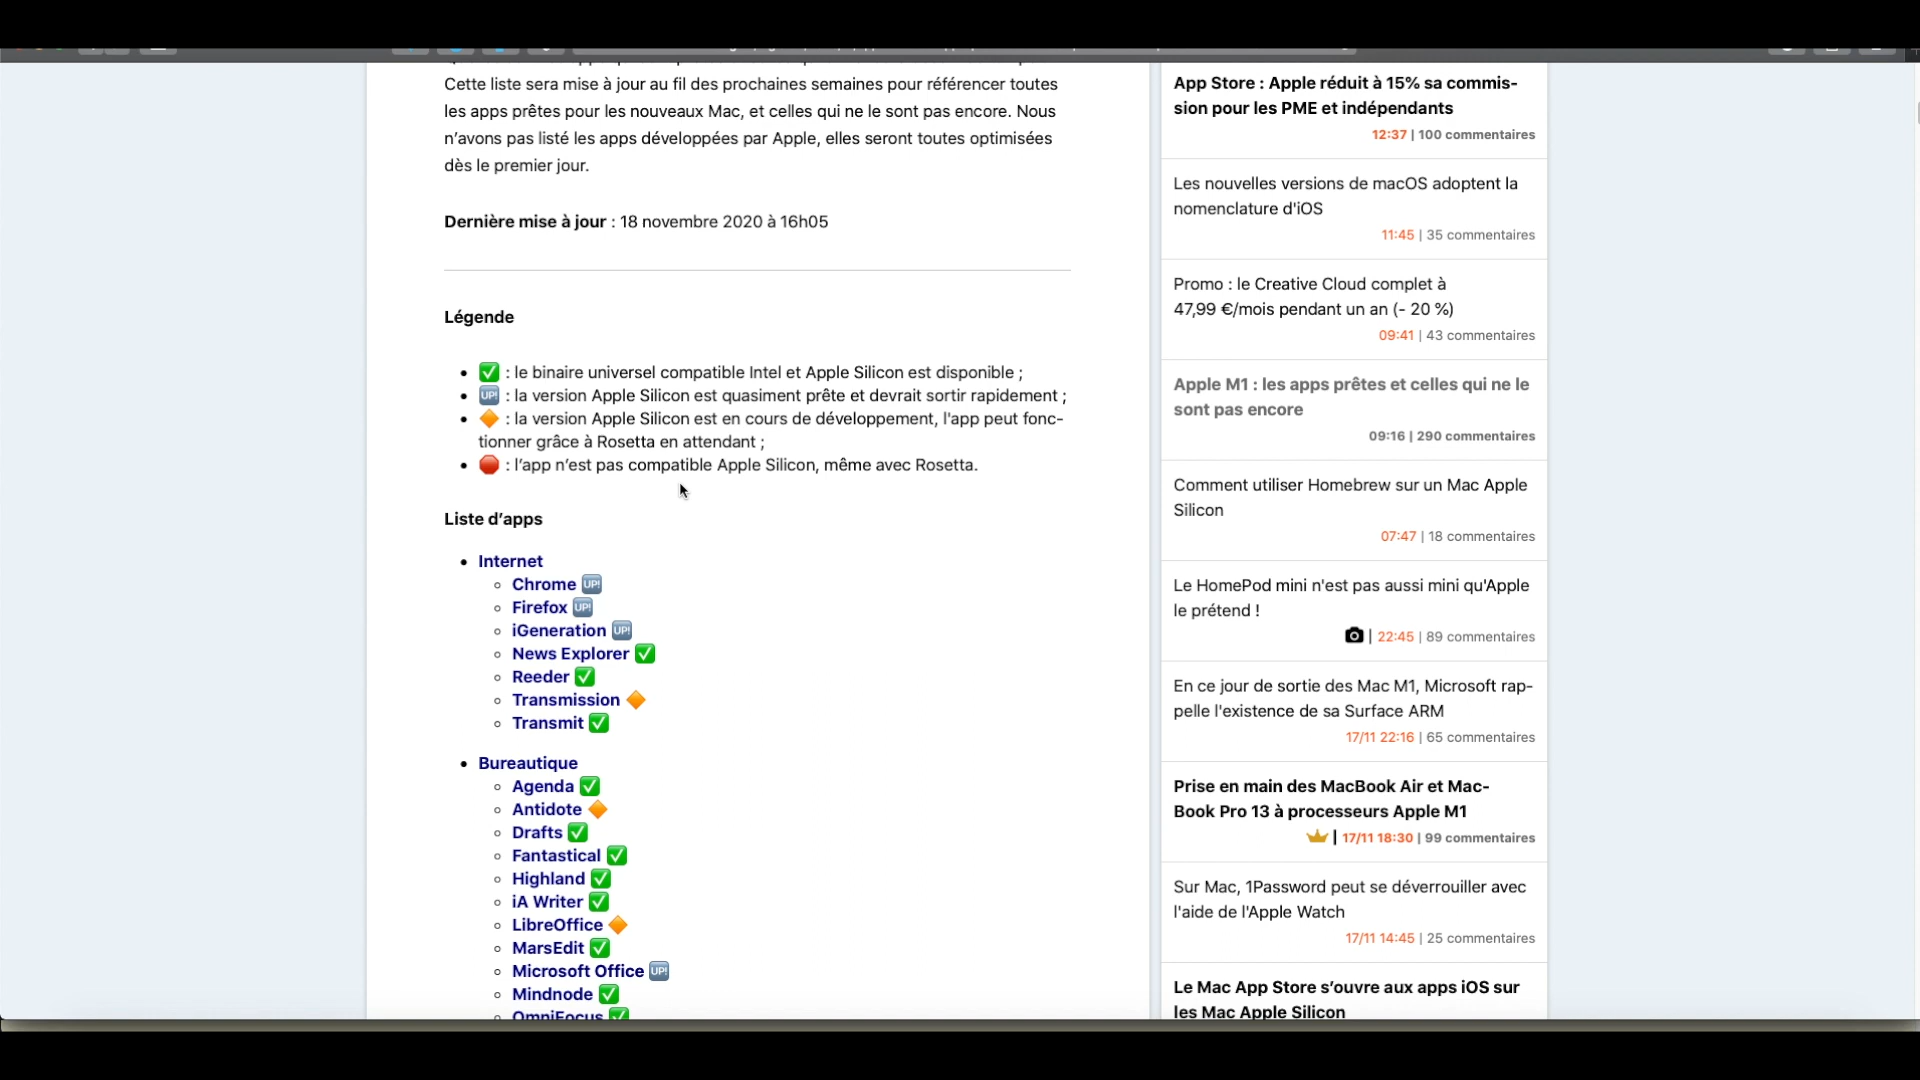 Cette liste sera mise à jour au fil des prochaines semaines pour référencer toutes
les apps prêtes pour les nouveaux Mac, et celles qui ne le sont pas encore. Nous
n’avons pas listé les apps développées par Apple, elles seront toutes optimisées
dès le premier jour.
Dernière mise à jour : 18 novembre 2020 à 16h05
Légende
• ✅ : le binaire universel compatible Intel et Apple Silicon est disponible ;
• 🆙 : la version Apple Silicon est quasiment prête et devrait sortir rapidement ;
• 🔶 : la version Apple Silicon est en cours de développement, l'app peut fonc-
tionner grâce à Rosetta en attendant ;
• 🛑 : l’app n’est pas compatible Apple Silicon, même avec Rosetta.
Liste d’apps
• Internet
◦ Chrome 🆙
◦ Firefox 🆙
◦ iGeneration 🆙
◦ News Explorer ✅
◦ Reeder ✅
◦ Transmission 🔶
◦ Transmit ✅
• Bureautique
◦ Agenda ✅
◦ Antidote 🔶
◦ Drafts ✅
◦ Fantastical ✅
◦ Highland ✅
◦ iA Writer ✅
◦ LibreOffice 🔶
◦ MarsEdit ✅
◦ Microsoft Office 🆙
◦ Mindnode ✅
◦ OmniFocus ✅
App Store : Apple réduit à 15% sa commis-
sion pour les PME et indépendants
12:37 | 100 commentaires
Les nouvelles versions de macOS adoptent la
nomenclature d'iOS
11:45 | 35 commentaires
Promo : le Creative Cloud complet à
47,99 €/mois pendant un an (- 20 %)
09:41 | 43 commentaires
Apple M1 : les apps prêtes et celles qui ne le
sont pas encore
09:16 | 290 commentaires
Comment utiliser Homebrew sur un Mac Apple
Silicon
07:47 | 18 commentaires
Le HomePod mini n'est pas aussi mini qu'Apple
le prétend !
| 22:45 | 89 commentaires
En ce jour de sortie des Mac M1, Microsoft rap-
pelle l'existence de sa Surface ARM
17/11 22:16 | 65 commentaires
Prise en main des MacBook Air et Mac-
Book Pro 13 à processeurs Apple M1
| 17/11 18:30 | 99 commentaires
Sur Mac, 1Password peut se déverrouiller avec
l'aide de l'Apple Watch
17/11 14:45 | 25 commentaires
Le Mac App Store s’ouvre aux apps iOS sur
les Mac Apple Silicon